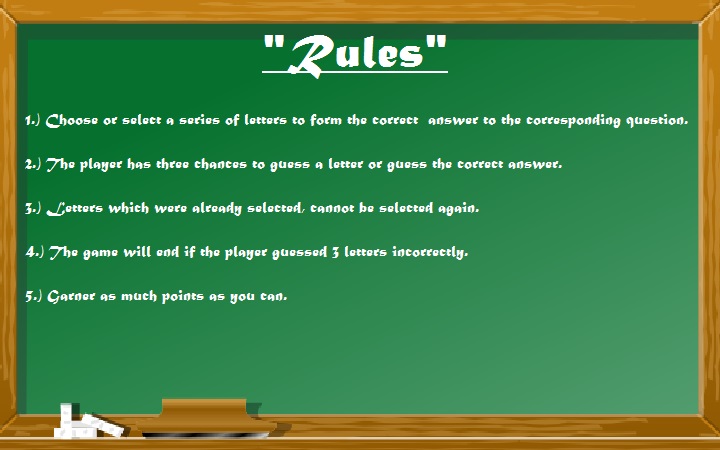 "Rules"
1.) Choose or select a series of letters to form the correct answer to the corresponding question.
2.) The player has three chances to guess a letter or guess the correct answer.
3.) Letters which were already selected, cannot be selected again.
4.) The game will end if the player guessed 3 letters incorrectly.
5.) Garner as much points as you can.